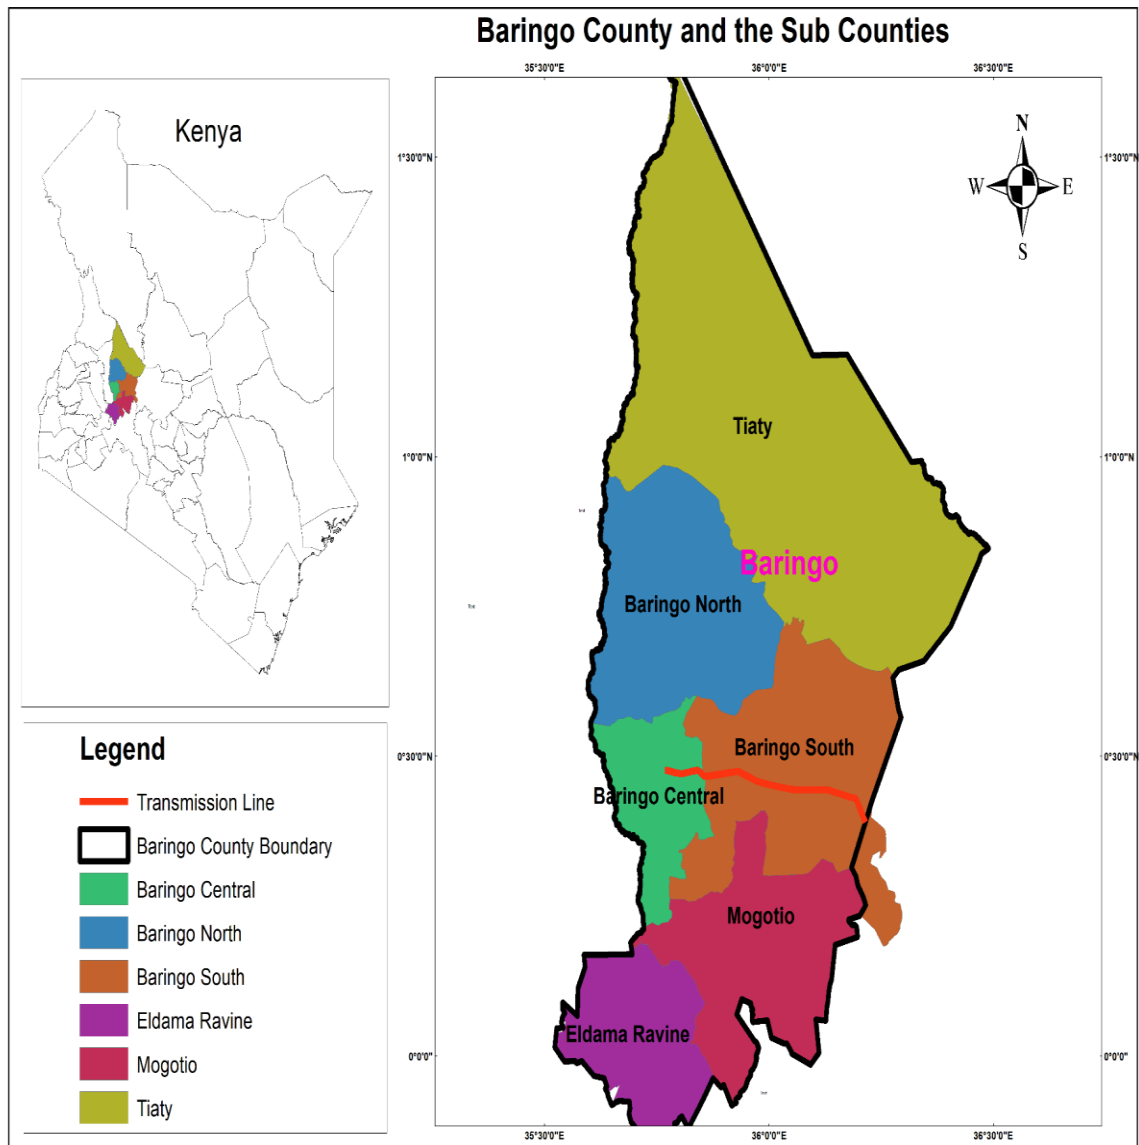 Baringo County and the Sub Counties
35°30'0"E
36°0'0"E
36°30'0"E
Kenya
N
W
E
S
1°30'0"N
1°30'0"N
Tiaty
1°0'0"N
1°0'0"N
Baringo
Baringo North
Baringo South
0°30'0"N
0°30'0"N
Baringo Central
Mogotio
Eldama Ravine
0°0'0"
0°0'0"
Legend
Transmission Line
Baringo County Boundary
Baringo Central
Baringo North
Baringo South
Eldama Ravine
Mogotio
Tiaty
35°30'0"E
36°0'0"E
36°30'0"E